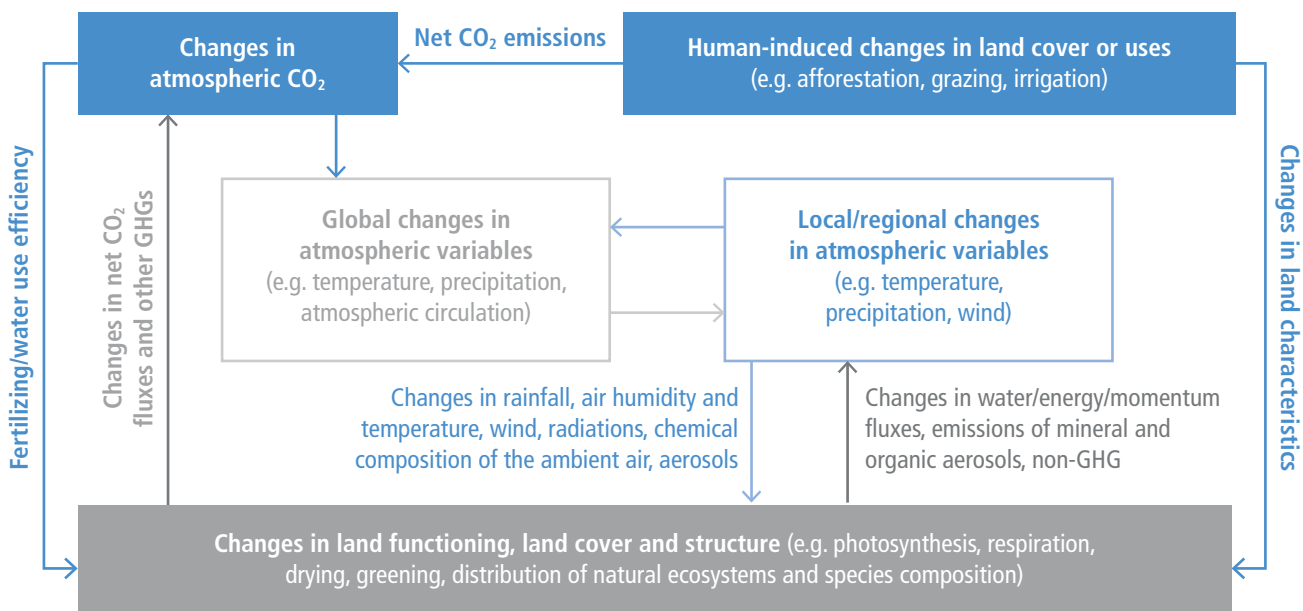 Changes in
atmospheric CO₂
Net CO₂ emissions
Human-induced changes in land cover or uses
(e.g. afforestation, grazing, irrigation)
Fertilizing/water use efficiency
Changes in net CO₂
fluxes and other GHGs
Global changes in
atmospheric variables
(e.g. temperature, precipitation,
atmospheric circulation)
Local/regional changes
in atmospheric variables
(e.g. temperature,
precipitation, wind)
Changes in land characteristics
Changes in rainfall, air humidity and
temperature, wind, radiations, chemical
composition of the ambient air, aerosols
Changes in water/energy/momentum
fluxes, emissions of mineral and
organic aerosols, non-GHG
Changes in land functioning, land cover and structure (e.g. photosynthesis, respiration,
drying, greening, distribution of natural ecosystems and species composition)